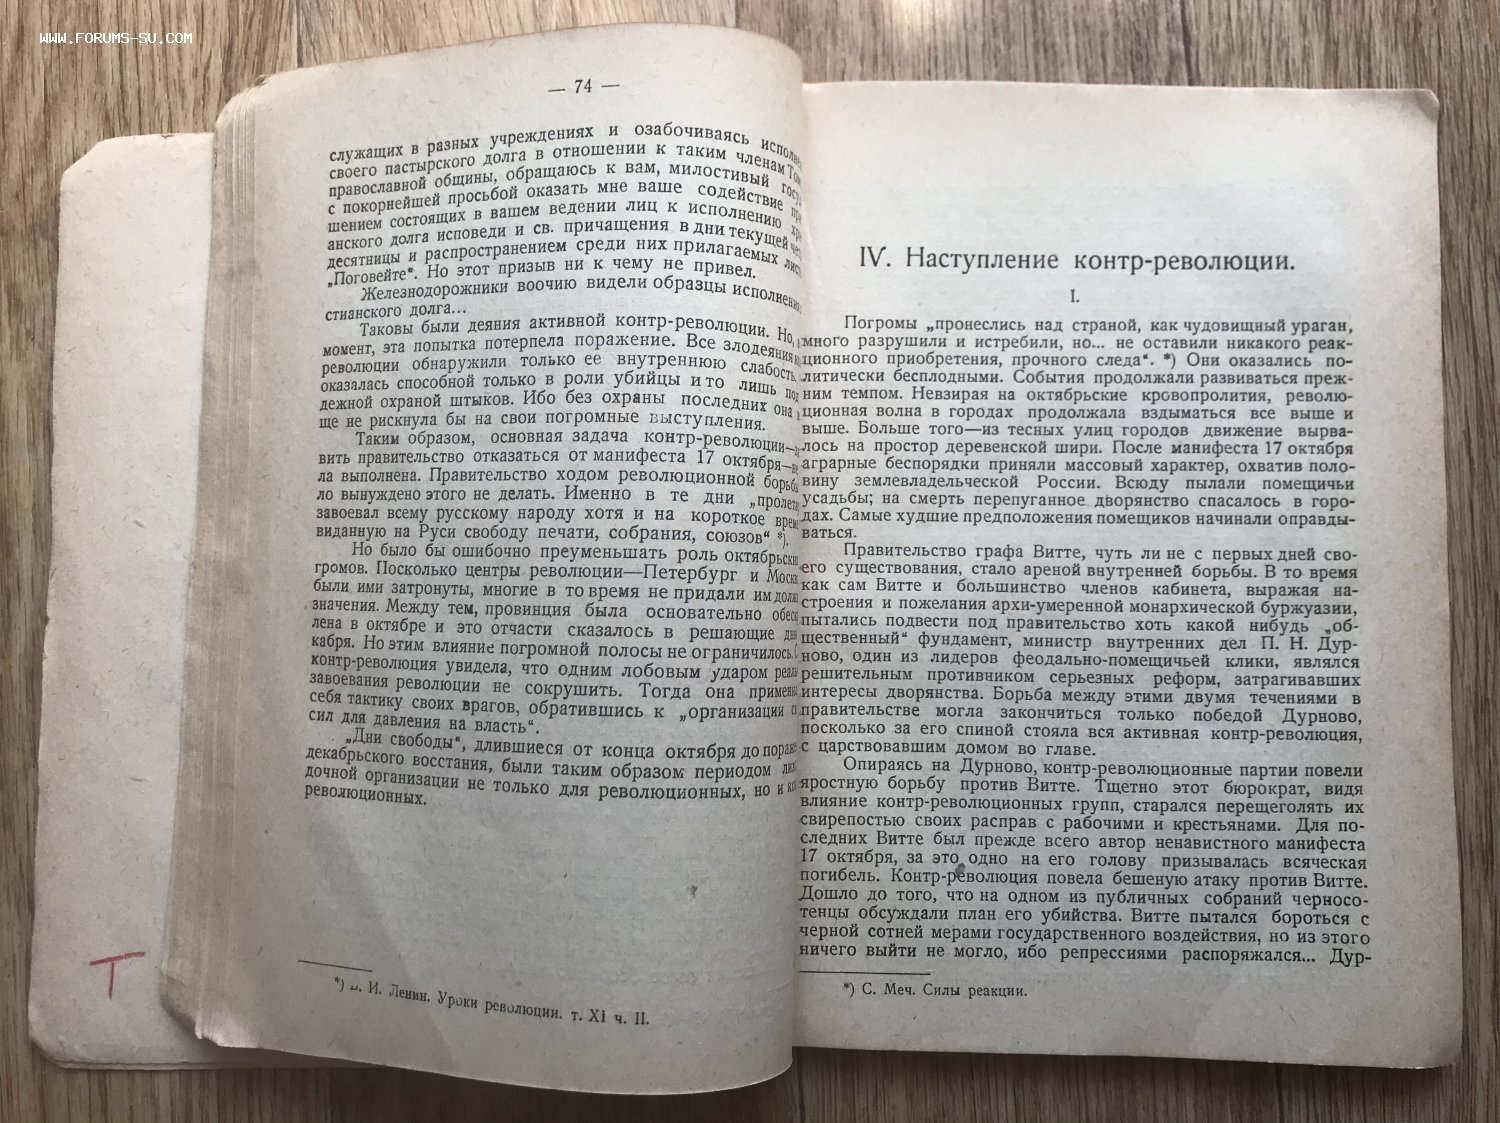 WWW.FORUMS-SU.COM
— 74 —
служащих в разных учреждениях и озабочиваясь
своего пастырского долга в отношении к таким членам
православной общины, обращаюсь к вам, милостивый
с покорнейшей просьбой оказать мне ваше содействие
шением состоящих в вашем ведении лиц к исполнению
анского долга исповеди и св. причащения в дни текущей
десятницы и распространением среди них прилагаемых
„Поговейте“. Но этот призыв ни к чему не привел.
Железнодорожники воочию видели образцы
стианского долга...
Таковы были деяния активной контр-революции. Но,
момент, эта попытка потерпела поражение. Все злодеяния
революции обнаружили только ее внутреннюю слабость.
оказалась способной только в роли убийцы и то лишь под
дежной охраной штыков. Ибо без охраны последних она
ще не рискнула бы на свои погромные выступления.
Таким образом, основная задача контр-революции—
вить правительство отказаться от манифеста 17 октября—
ла выполнена. Правительство ходом революционной
ло вынуждено этого не делать. Именно в те дни
завоевал всему русскому народу хотя и на короткое
виданную на Руси свободу печати, собрания, союзов“ *).
Но было бы ошибочно преуменьшать роль
громов. Посколько центры революции—Петербург и
были ими затронуты, многие в то время не придали им
значения. Между тем, провинция была основательно
лена в октябре и это отчасти сказалось в решающие
кабря. Но этим влияние погромной полосы не ограничилось.
контр-революция увидела, что одним лобовым ударом
завоевания революции не сокрушить. Тогда она
себя тактику своих врагов, обратившись к „организации
сил для давления на власть“.
„Дни свободы“, длившиеся от конца октября до
декабрьского восстания, были таким образом периодом
дочной организации не только для революционных, но и
революционных.
*) И. Ленин. Уроки революции. т. XI ч. II.
Т
IV. Наступление контр-революции.
I.
Погромы „пронеслись над страной, как чудовищный ураган,
много разрушили и истребили, но... не оставили никакого реак-
ционного приобретения, прочного следа“. *) Они оказались по-
литически бесплодными. События продолжали развиваться преж-
ним темпом. Невзирая на октябрьские кровопролития, револю-
ционная волна в городах продолжала вздыматься все выше и
выше. Больше того—из тесных улиц городов движение вырва-
лось на простор деревенской шири. После манифеста 17 октября
аграрные беспорядки приняли массовый характер, охватив поло-
вину землевладельческой России. Всюду пылали помещичьи
усадьбы; на смерть перепуганное дворянство спасалось в горо-
дах. Самые худшие предположения помещиков начинали оправды-
ваться.
Правительство графа Витте, чуть ли не с первых дней сво-
его существования, стало ареной внутренней борьбы. В то время
как сам Витте и большинство членов кабинета, выражая на-
строения и пожелания архи-умеренной монархической буржуазии,
пытались подвести под правительство хоть какой нибудь „об-
щественный“ фундамент, министр внутренних дел П. Н. Дур-
ново, один из лидеров феодально-помещичьей клики, являлся
решительным противником серьезных реформ, затрагивавших
интересы дворянства. Борьба между этими двумя течениями в
правительстве могла закончиться только победой Дурново,
посколько за его спиной стояла вся активная контр-революция,
с царствовавшим домом во главе.
Опираясь на Дурново, контр-революционные партии повели
яростную борьбу против Витте. Тщетно этот бюрократ, видя
влияние контр-революционных групп, старался перещеголять их
свирепостью своих расправ с рабочими и крестьянами. Для по-
следних Витте был прежде всего автор ненавистного манифеста
17 октября, за это одно на его голову призывалась всяческая
погибель. Контр-революция повела бешеную атаку против Витте.
Дошло до того, что на одном из публичных собраний черносо-
тенцы обсуждали план его убийства. Витте пытался бороться с
черной сотней мерами государственного воздействия, но из этого
ничего выйти не могло, ибо репрессиями распоряжался... Дур-
*) С. Меч. Силы реакции.